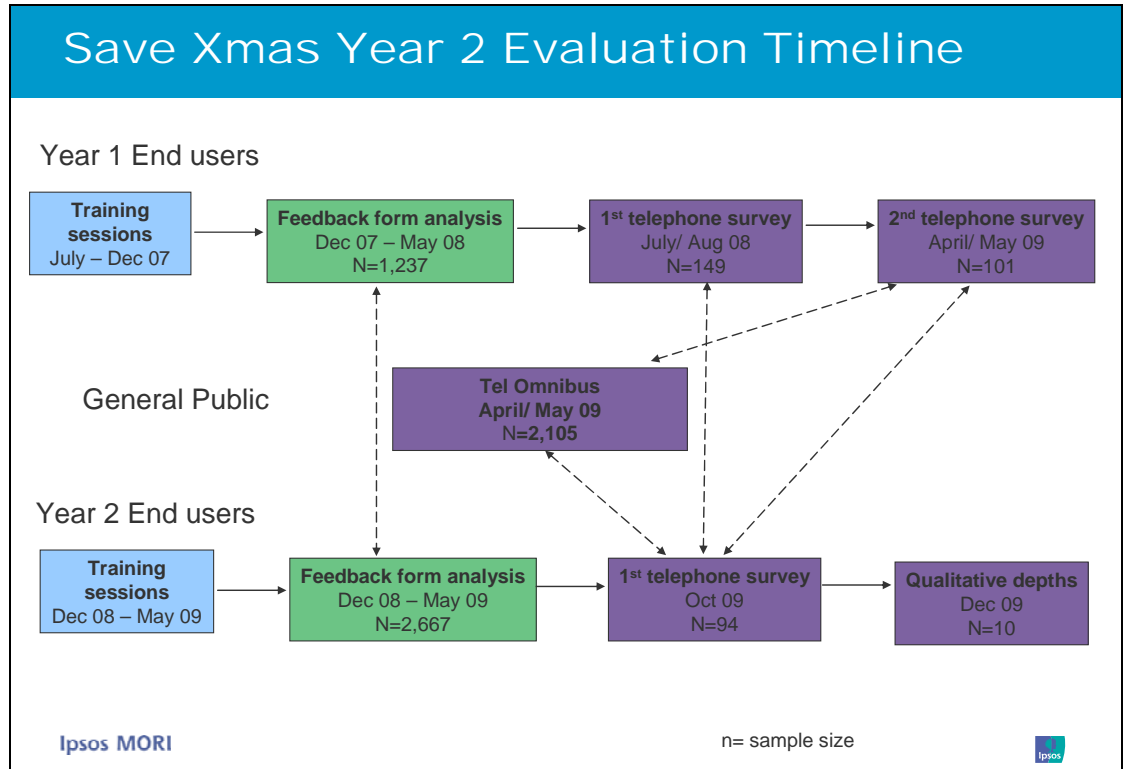 Save Xmas Year 2 Evaluation Timeline
Year 1 End users
Training
sessions
July – Dec 07
Feedback form analysis
Dec 07 – May 08
N=1,237
1st telephone survey
July/ Aug 08
N=149
2nd telephone survey
April/ May 09
N=101
General Public
Tel Omnibus
April/ May 09
N=2,105
Year 2 End users
Training
sessions
Dec 08 – May 09
Feedback form analysis
Dec 08 – May 09
N=2,667
1st telephone survey
Oct 09
N=94
Qualitative depths
Dec 09
N=10
Ipsos MORI
n= sample size
Ipsos